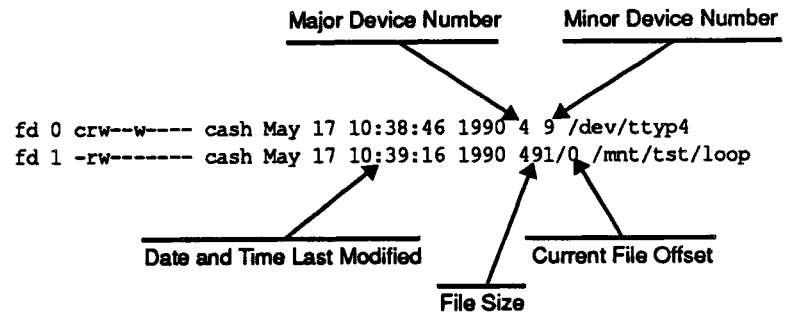 Major Device Number
Minor Device Number
fd 0 crw--w---- cash May 17 10:38:46 1990 4 9 /dev/ttyp4
fd 1 -rw------- cash May 17 10:39:16 1990 491/0 /mnt/tst/loop
Date and Time Last Modified
Current File Offset
File Size